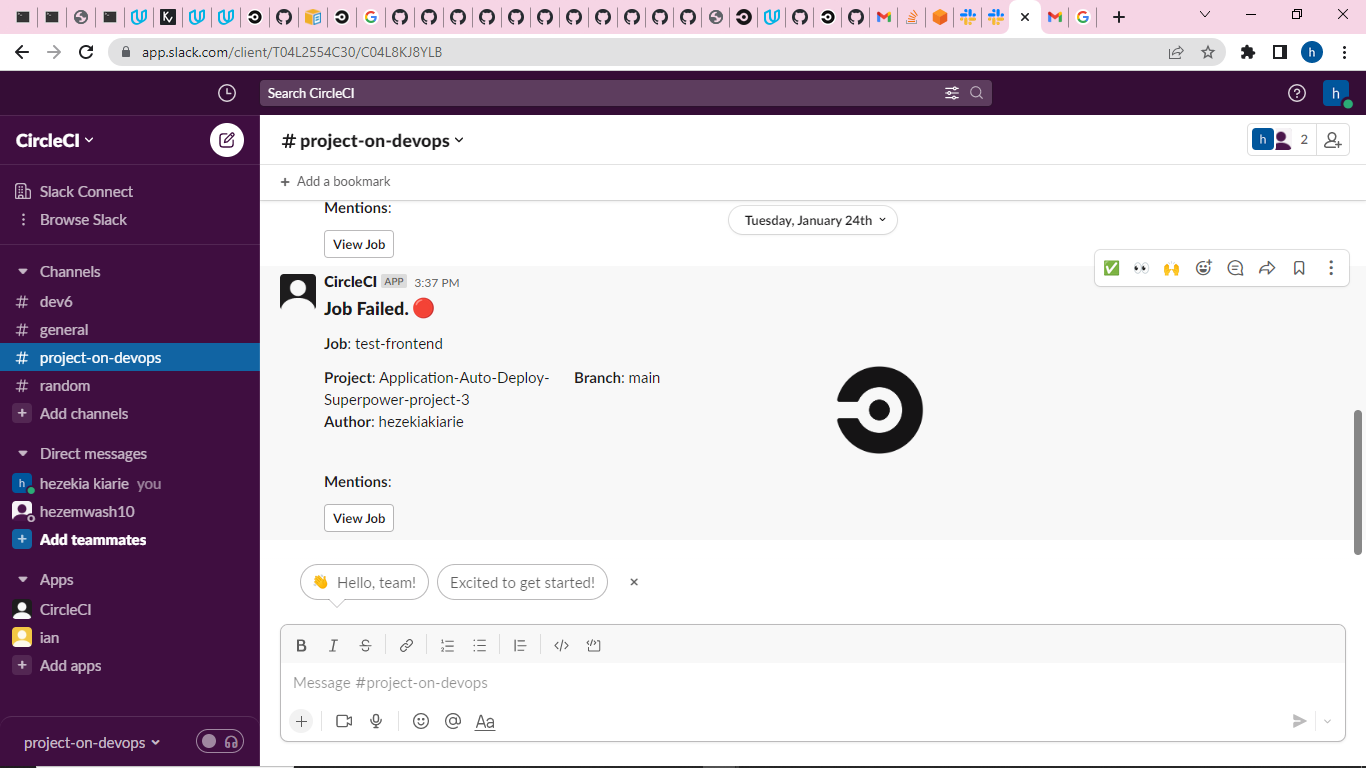 app.slack.com/client/T04L2554C30/C04L8KJ8YLB
h
Search CircleCI
h
CircleCI
Slack Connect
Browse Slack
Channels
# dev6
# general
# project-on-devops
# random
+ Add channels
Direct messages
h hezekia kiarie you
hezemwash10
+ Add teammates
Apps
CircleCI
ian
+ Add apps
project-on-devops
# project-on-devops
h 2
+ Add a bookmark
Mentions:
Tuesday, January 24th
View Job
CircleCI APP 3:37 PM
Job Failed.
Job: test-frontend
Project: Application-Auto-Deploy-
Superpower-project-3
Branch: main
Author: hezekiakiarie
Mentions:
View Job
Hello, team!
Excited to get started!
B I S
Message #project-on-devops
Aa